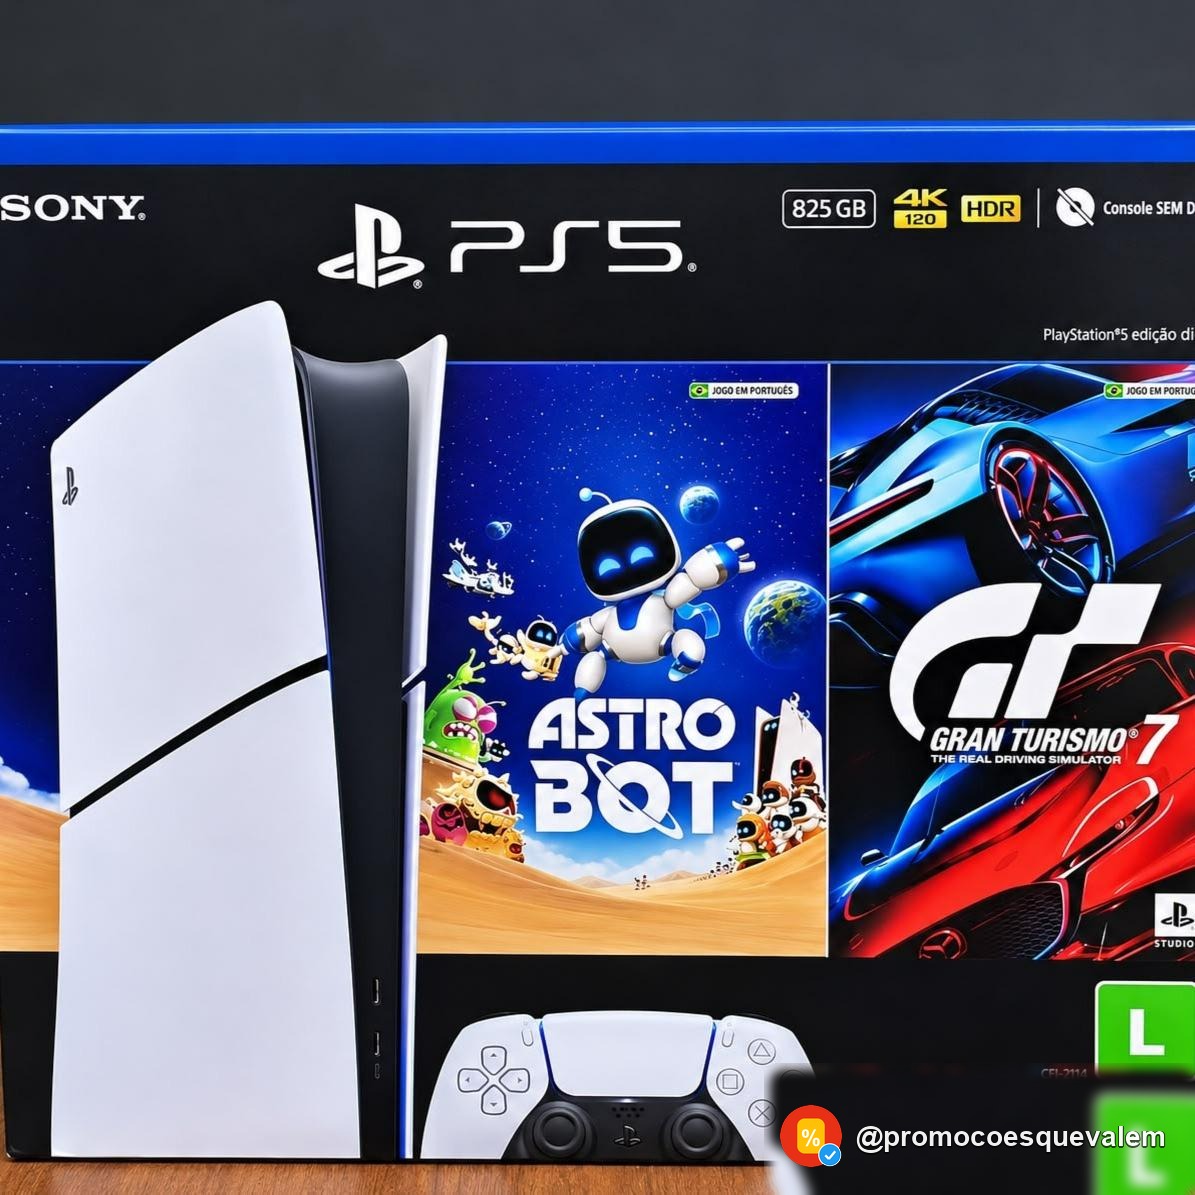 SONY®
PS5®
825 GB
4K
120
HDR
Console SEM D
PlayStation®5 edição di
JOGO EM PORTUGUÊS
JOGO EM PORTUG
ASTRO
BOT
GRAN TURISMO® 7
THE REAL DRIVING SIMULATOR
STUDIO
L
CFI-2114
%
@promocoesquevalem
L